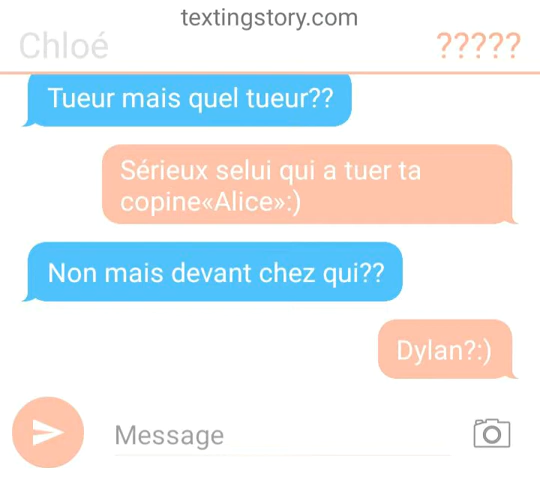 textingstory.com
Chloé
?????
Tueur mais quel tueur??
Sérieux selui qui a tuer ta
copine«Alice»:)
Non mais devant chez qui??
Dylan?:)
Message